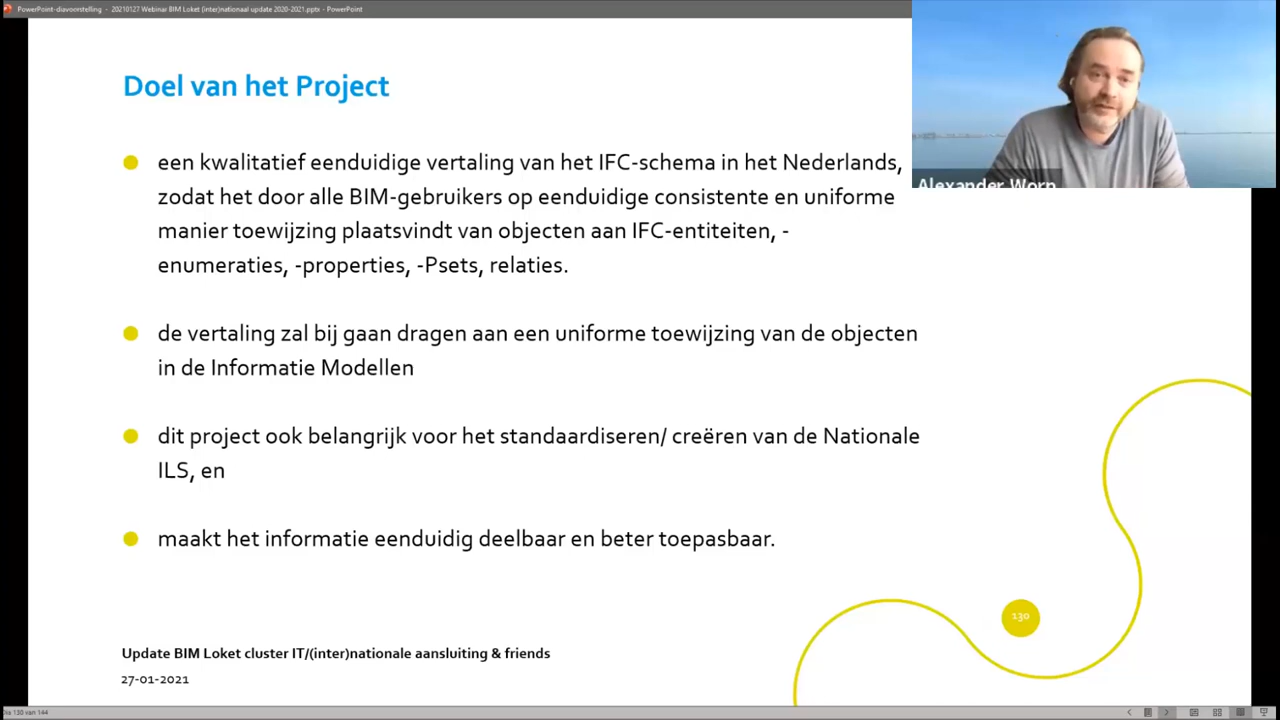 PowerPoint-diavoorstelling - 20210127 Webinar BIM Loket (inter)nationaal update 2020-2021.pptx - PowerPoint
Alexander Worp
Doel van het Project
een kwalitatief eenduidige vertaling van het IFC-schema in het Nederlands,
zodat het door alle BIM-gebruikers op eenduidige consistente en uniforme
manier toewijzing plaatsvindt van objecten aan IFC-entiteiten, -
enumeraties, -properties, -Psets, relaties.
de vertaling zal bij gaan dragen aan een uniforme toewijzing van de objecten
in de Informatie Modellen
dit project ook belangrijk voor het standaardiseren/ creëren van de Nationale
ILS, en
maakt het informatie eenduidig deelbaar en beter toepasbaar.
130
Update BIM Loket cluster IT/(inter)nationale aansluiting & friends
27-01-2021
Dia 130 van 144